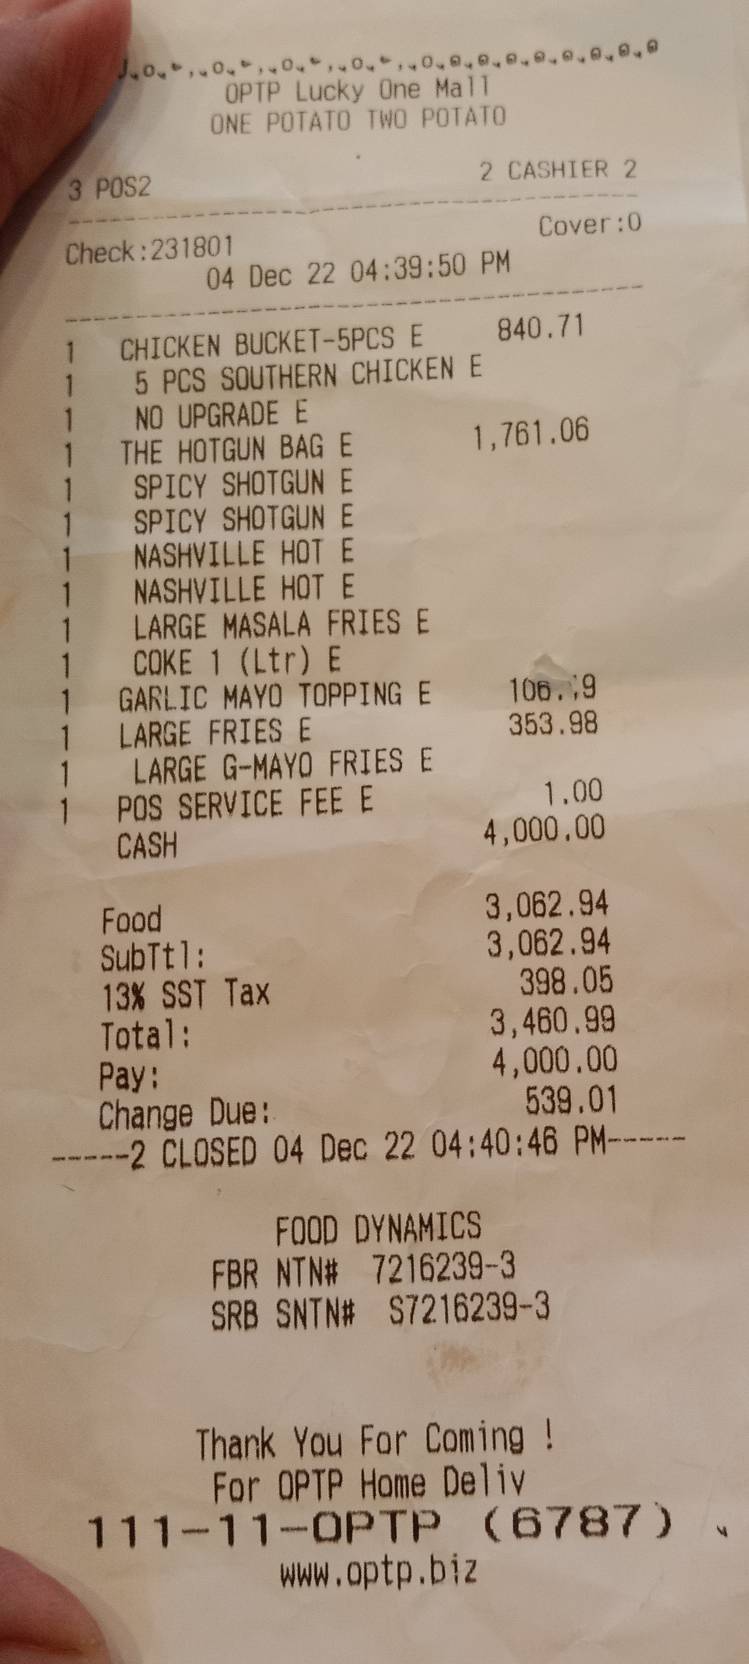 OPTP Lucky One Mall
ONE POTATO TWO POTATO
3 POS2 2 CASHIER 2
Check:231801 Cover:0
04 Dec 22 04:39:50 PM
1 CHICKEN BUCKET-5PCS E 840.71
1 5 PCS SOUTHERN CHICKEN E
1 NO UPGRADE E
1 THE HOTGUN BAG E 1,761.06
1 SPICY SHOTGUN E
1 SPICY SHOTGUN E
1 NASHVILLE HOT E
1 NASHVILLE HOT E
1 LARGE MASALA FRIES E
1 COKE 1 (Ltr) E
1 GARLIC MAYO TOPPING E
1 LARGE FRIES E 353.98
1 LARGE G-MAYO FRIES E
1 POS SERVICE FEE E 1.00
CASH 4,000.00
Food 3,062.94
SubTtl: 3,062.94
13% SST Tax 398.05
Total: 3,460.99
Pay: 4,000.00
Change Due: 539.01
-----2 CLOSED 04 Dec 22 04:40:46 PM-----
FOOD DYNAMICS
FBR NTN# 7216239-3
SRB SNTN# S7216239-3
Thank You For Coming !
For OPTP Home Deliv
111-11-OPTP (6787)
www.optp.biz